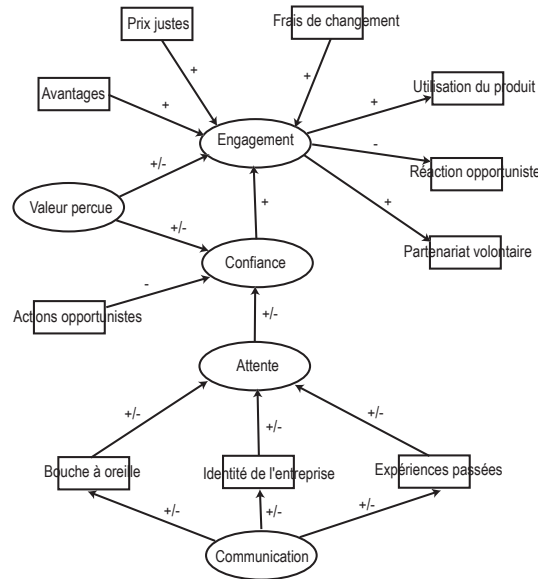 Prix justes
Frais de changement
Utilisation du produit
Avantages
+
+
+
+
Engagement
-
+/-
Réaction opportuniste
Valeur percue
+
+
+/-
Partenariat volontaire
Confiance
-
Actions opportunistes
+/-
Attente
+/-
+/-
+/-
Bouche à oreille
Identité de l'entreprise
Expériences passées
+/-
+/-
+/-
Communication